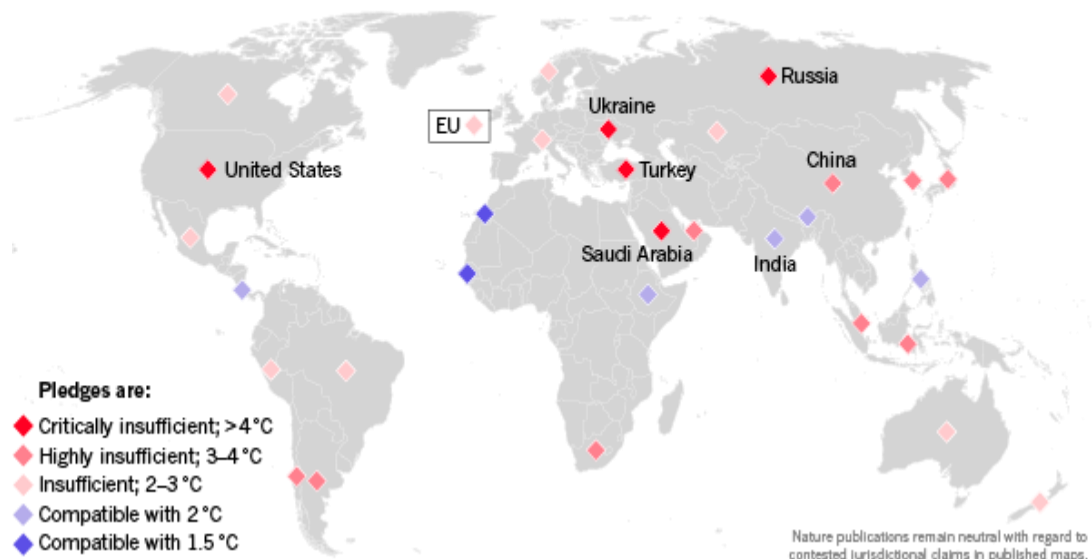 Russia
Ukraine
EU
China
United States
Turkey
Saudi Arabia
India
Pledges are:
Critically insufficient; >4°C
Highly insufficient; 3–4°C
Insufficient; 2–3°C
Compatible with 2°C
Compatible with 1.5°C
Nature publications remain neutral with regard to
contested jurisdictional claims in published maps.